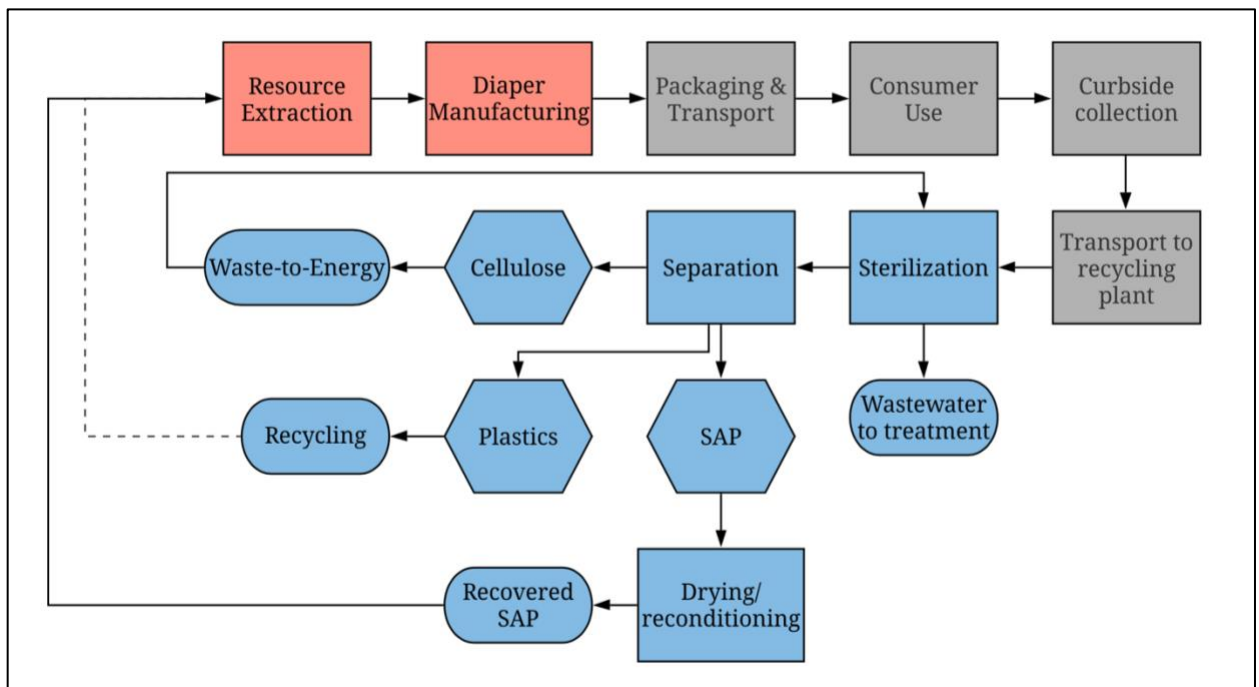 Resource
Extraction
Diaper
Manufacturing
Packaging &
Transport
Consumer
Use
Curbside
collection
Waste-to-Energy
Cellulose
Separation
Sterilization
Transport to
recycling
plant
Recycling
Plastics
SAP
Wastewater
to treatment
Recovered
SAP
Drying/
reconditioning